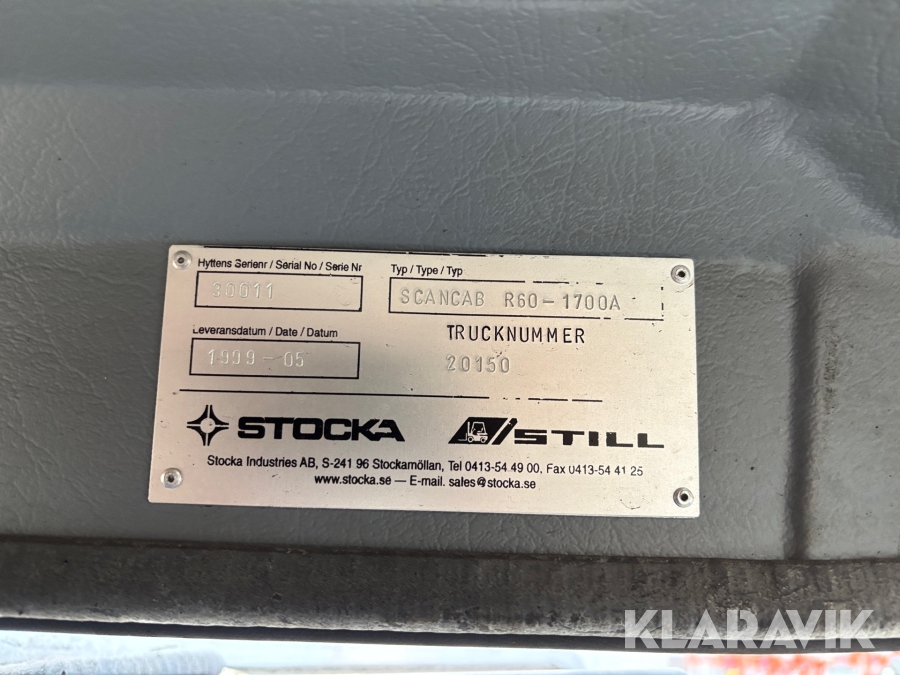 Hyttens Serienr / Serial No / Serie Nr
30011
Typ / Type / Typ
SCANCAB R60-1700A
Leveransdatum / Date / Datum
1999-05
TRUCKNUMMER
20150
STOCKA
STILL
Stocka Industries AB, S-241 96 Stockamöllan, Tel 0413-54 49 00, Fax 0413-54 41 25
www.stocka.se — E-mail. sales@stocka.se
KLARAVIK